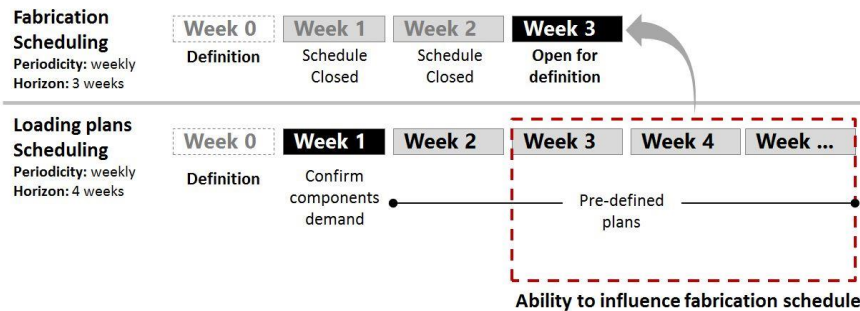 Fabrication
Scheduling
Periodicity: weekly
Horizon: 3 weeks
Week 0
Week 1
Week 2
Week 3
Definition
Schedule
Closed
Schedule
Closed
Open for
definition
Loading plans
Scheduling
Periodicity: weekly
Horizon: 4 weeks
Week 0
Week 1
Week 2
Week 3
Week 4
Week ...
Definition
Confirm
components
demand
Pre-defined
plans
Ability to influence fabrication schedule